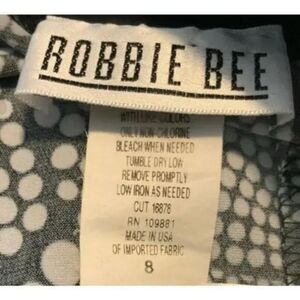 ROBBIE BEE
WITH LIKE COLORS
ONLY NON-CHLORINE
BLEACH WHEN NEEDED
TUMBLE DRY LOW
REMOVE PROMPTLY
LOW IRON AS NEEDED
CUT 16878
RN 109881
MADE IN USA
OF IMPORTED FABRIC
8